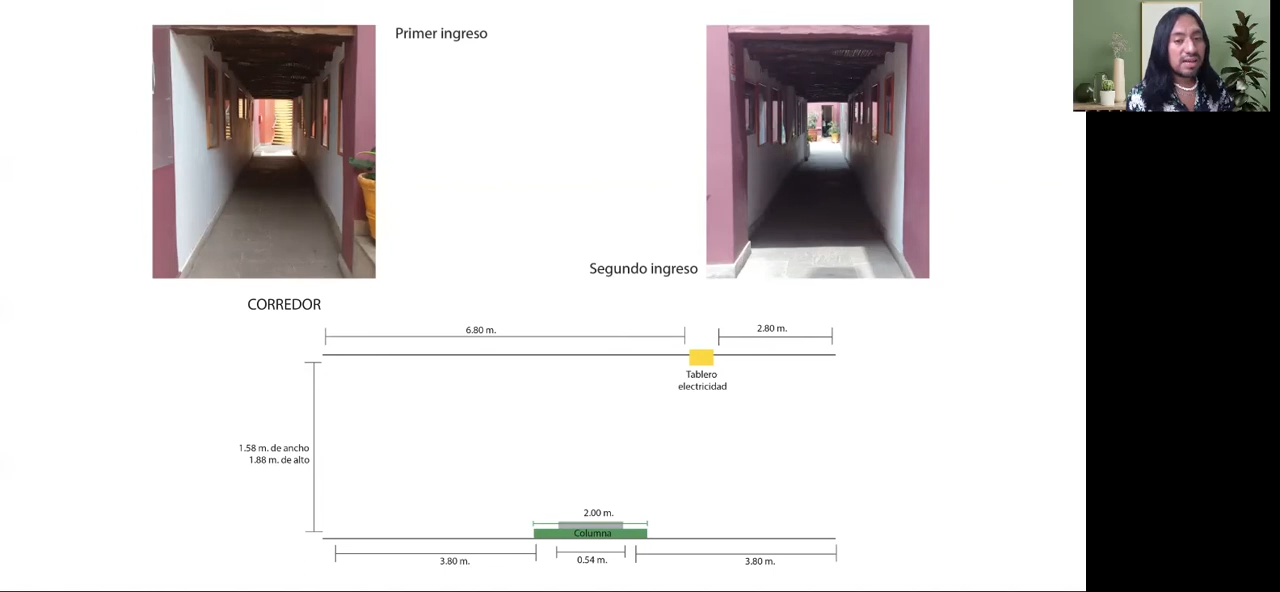 Primer ingreso
Segundo ingreso
CORREDOR
6.80 m.
2.80 m.
Tablero
electricidad
1.58 m. de ancho
1.88 m. de alto
2.00 m.
Columna
3.80 m.
0.54 m.
3.80 m.